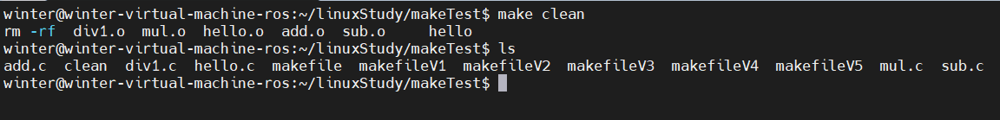 winter@winter-virtual-machine-ros:~/linuxStudy/makeTest$ make clean
rm -rf  div1.o  mul.o  hello.o  add.o  sub.o     hello
winter@winter-virtual-machine-ros:~/linuxStudy/makeTest$ ls
add.c  clean  div1.c  hello.c  makefile  makefileV1  makefileV2  makefileV3  makefileV4  makefileV5  mul.c  sub.c
winter@winter-virtual-machine-ros:~/linuxStudy/makeTest$